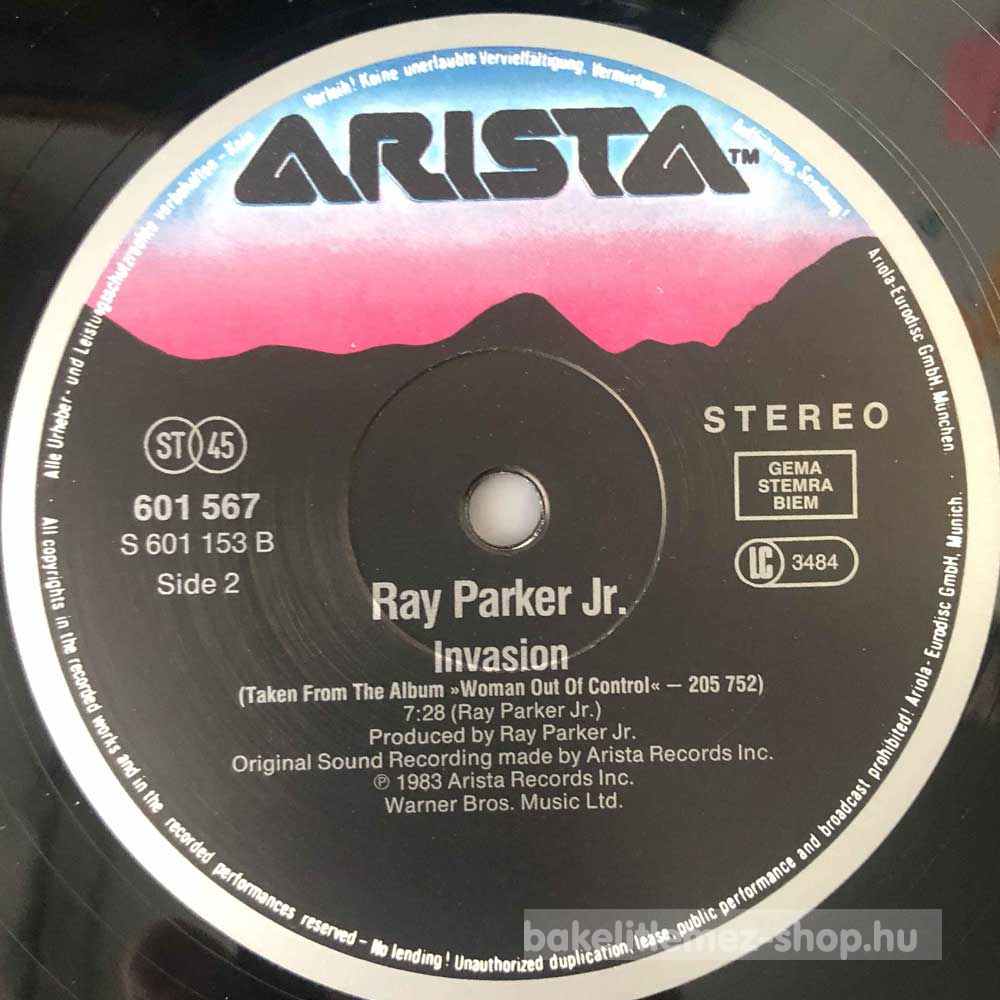 ARISTA™
Alle Urheber- und Leistungsschutzrechte vorbehalten - Kein Verleih! Keine unerlaubte Vervielfältigung, Vermietung, Aufführung, Sendung!
Ariola-Eurodisc GmbH, München.
ST 45
601 567
S 601 153 B
Side 2
STEREO
GEMA
STEMRA
BIEM
LC 3484
Ray Parker Jr.
Invasion
(Taken From The Album »Woman Out Of Control« – 205 752)
7:28 (Ray Parker Jr.)
Produced by Ray Parker Jr.
Original Sound Recording made by Arista Records Inc.
℗ 1983 Arista Records Inc.
Warner Bros. Music Ltd.
· All copyrights in the recorded works and in the recorded performances reserved – No lending! Unauthorized duplication, lease, public performance and broadcast prohibited! Ariola - Eurodisc GmbH, Munich. ·
bakelitlemez-shop.hu